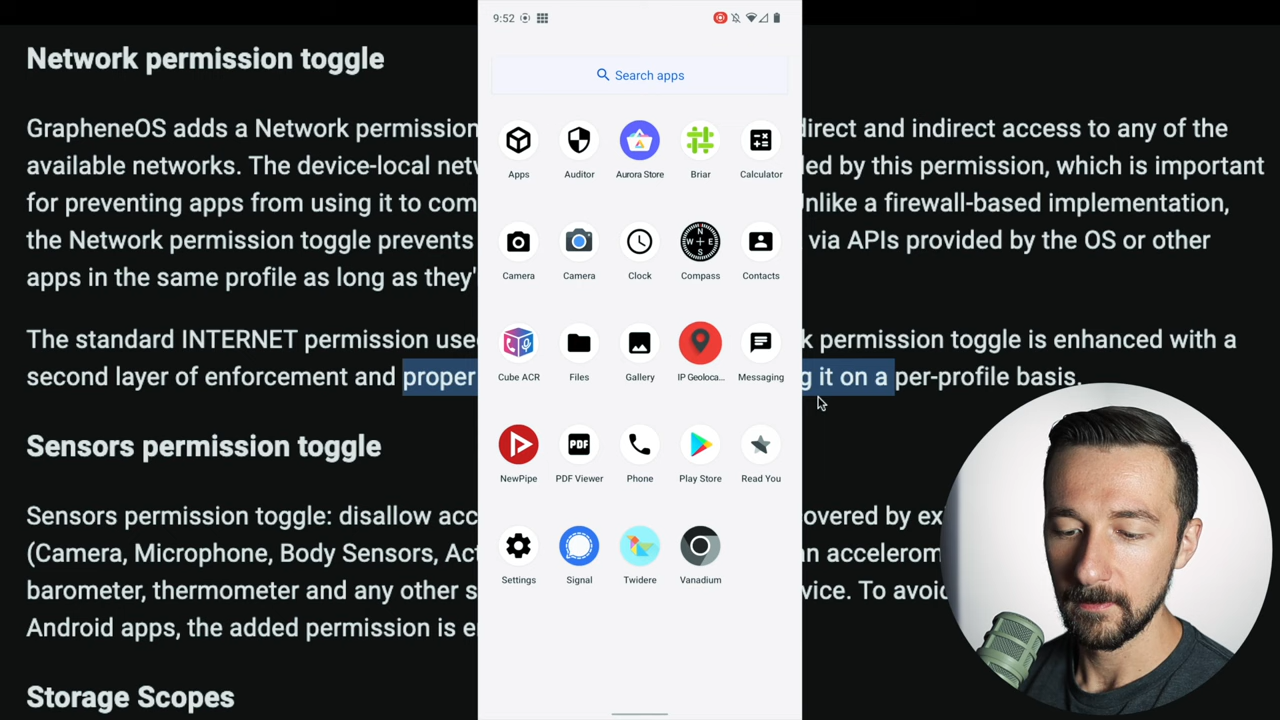 Network permission toggle
GrapheneOS adds a Network permission
direct and indirect access to any of the
available networks. The device-local netw
ed by this permission, which is important
for preventing apps from using it to com
nlike a firewall-based implementation,
the Network permission toggle prevents
via APIs provided by the OS or other
apps in the same profile as long as they'
The standard INTERNET permission use
k permission toggle is enhanced with a
second layer of enforcement and proper
g it on a per-profile basis.
Sensors permission toggle
Sensors permission toggle: disallow acc
overed by ex
(Camera, Microphone, Body Sensors, Act
an accelerom
barometer, thermometer and any other s
vice. To avoid
Android apps, the added permission is e
Storage Scopes
9:52
Search apps
Apps
Auditor
Aurora Store
Briar
Calculator
Camera
Camera
Clock
N
W E
S
Compass
Contacts
Cube ACR
Files
Gallery
IP Geoloca...
Messaging
NewPipe
PDF
PDF Viewer
Phone
Play Store
Read You
Settings
Signal
Twidere
Vanadium